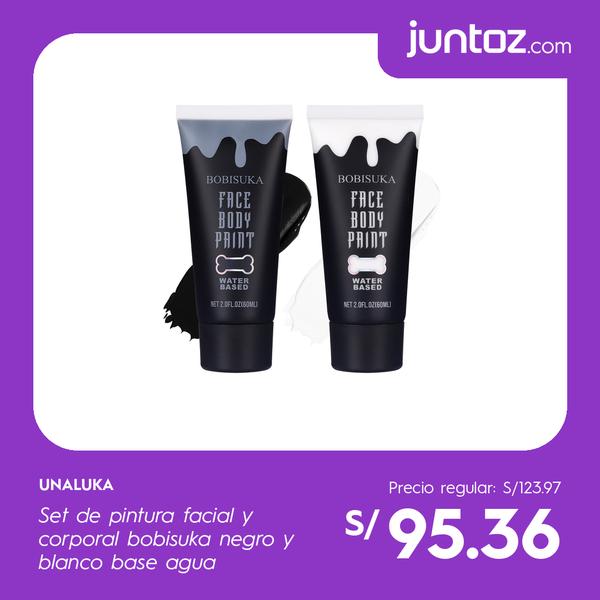 juntoz.com
BOBISUKA
FACE
BODY
PAINT
WATER
BASED
NET 2.0FL.OZ(60ML)
BOBISUKA
FACE
BODY
PAINT
WATER
BASED
NET 2.0FL.OZ(60ML)
UNALUKA
Set de pintura facial y
corporal bobisuka negro y
blanco base agua
Precio regular: S/123.97
S/95.36